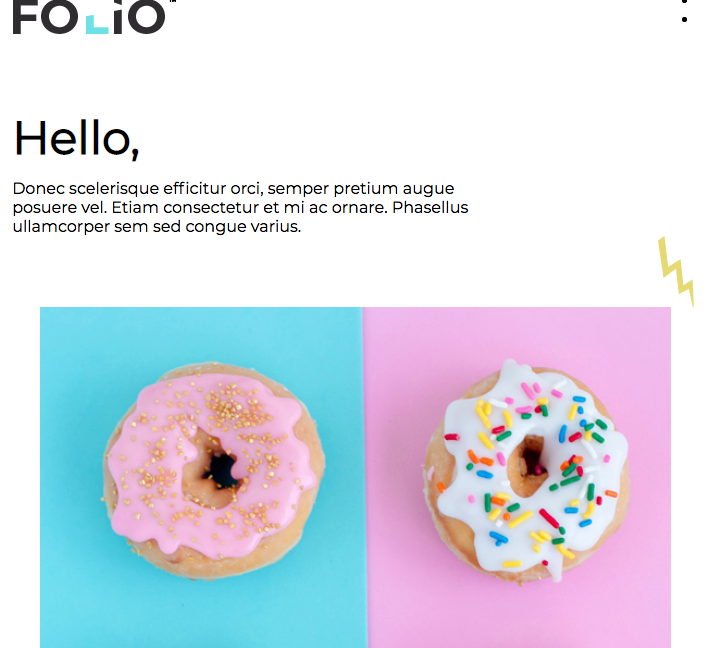 FOLiO™
Hello,
Donec scelerisque efficitur orci, semper pretium augue
posuere vel. Etiam consectetur et mi ac ornare. Phasellus
ullamcorper sem sed congue varius.